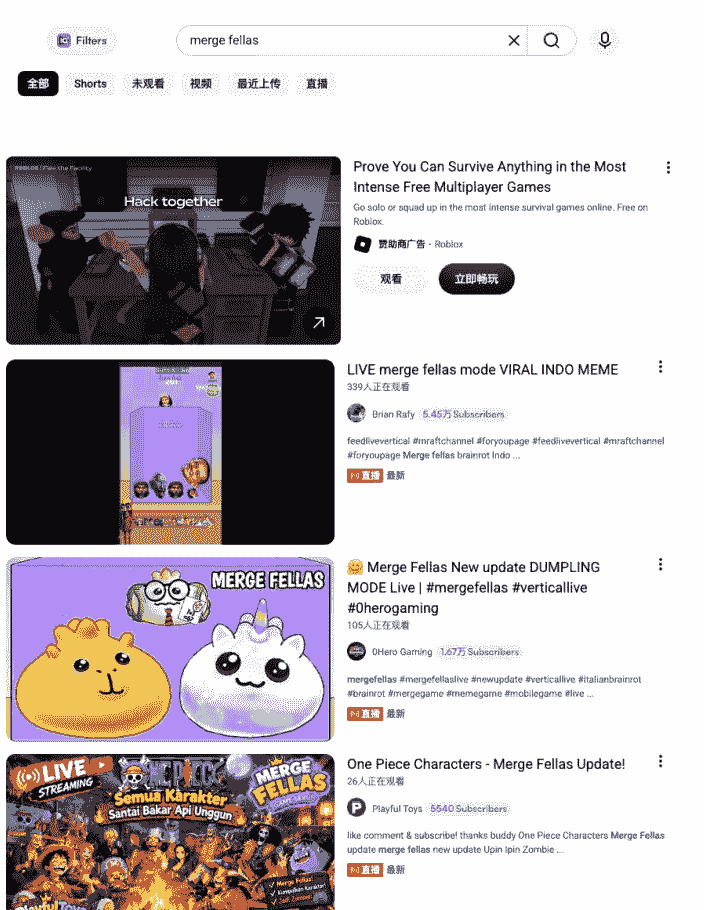 Filters
merge fellas
全部
Shorts
未观看
视频
最近上传
直播
Hack together
Prove You Can Survive Anything in the Most
Intense Free Multiplayer Games
Go solo or squad up in the most intense survival games online. Free on
Roblox.
赞助商广告 · Roblox
观看
立即畅玩
LIVE merge fellas mode VIRAL INDO MEME
339人正在观看
Brian Rafy 5.45万 Subscribers
feedlivevertical #mraftchannel #foryoupage #feedlivevertical #mraftchannel
#foryoupage Merge fellas brainrot Indo ...
直播 最新
MERGE FELLAS
🤗 Merge Fellas New update DUMPLING
MODE Live | #mergefellas #verticallive
#0herogaming
105人正在观看
0Hero Gaming 1.67万 Subscribers
mergefellas #mergefellaslive #newupdate #verticallive #italianbrainrot
#brainrot #mergegame #memegame #mobilegame #live ...
直播 最新
LIVE
STREAMING
ONE PIECE
MERGE
FELLAS
Semua Karakter
Santai Bakar Api Unggun
One Piece Characters - Merge Fellas Update!
26人正在观看
Playful Toys 5540 Subscribers
like comment & subscribe! thanks buddy One Piece Characters Merge Fellas
update merge fellas new update Upin Ipin Zombie ...
直播 最新